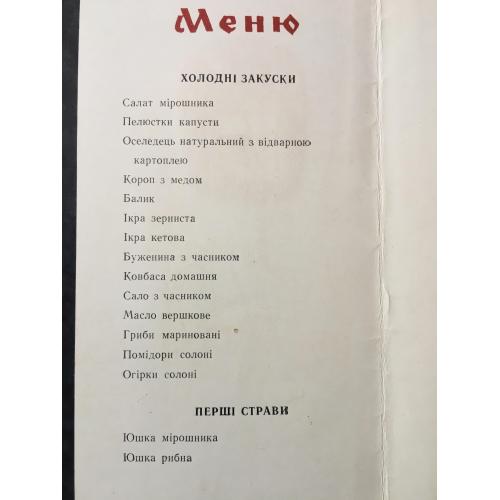 Меню
ХОЛОДНІ ЗАКУСКИ
Салат мірошника
Пелюстки капусти
Оселедець натуральний з відварною
картоплею
Короп з медом
Балик
Ікра зерниста
Ікра кетова
Буженина з часником
Ковбаса домашня
Сало з часником
Масло вершкове
Гриби мариновані
Помідори солоні
Огірки солоні
ПЕРШІ СТРАВИ
Юшка мірошника
Юшка рибна